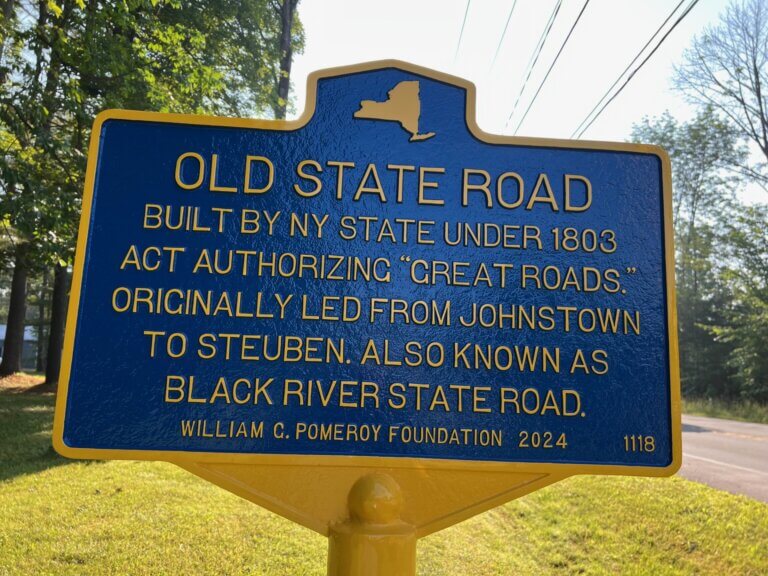 OLD STATE ROAD
BUILT BY NY STATE UNDER 1803
ACT AUTHORIZING "GREAT ROADS."
ORIGINALLY LED FROM JOHNSTOWN
TO STEUBEN. ALSO KNOWN AS
BLACK RIVER STATE ROAD.
WILLIAM G. POMEROY FOUNDATION 2024 1118